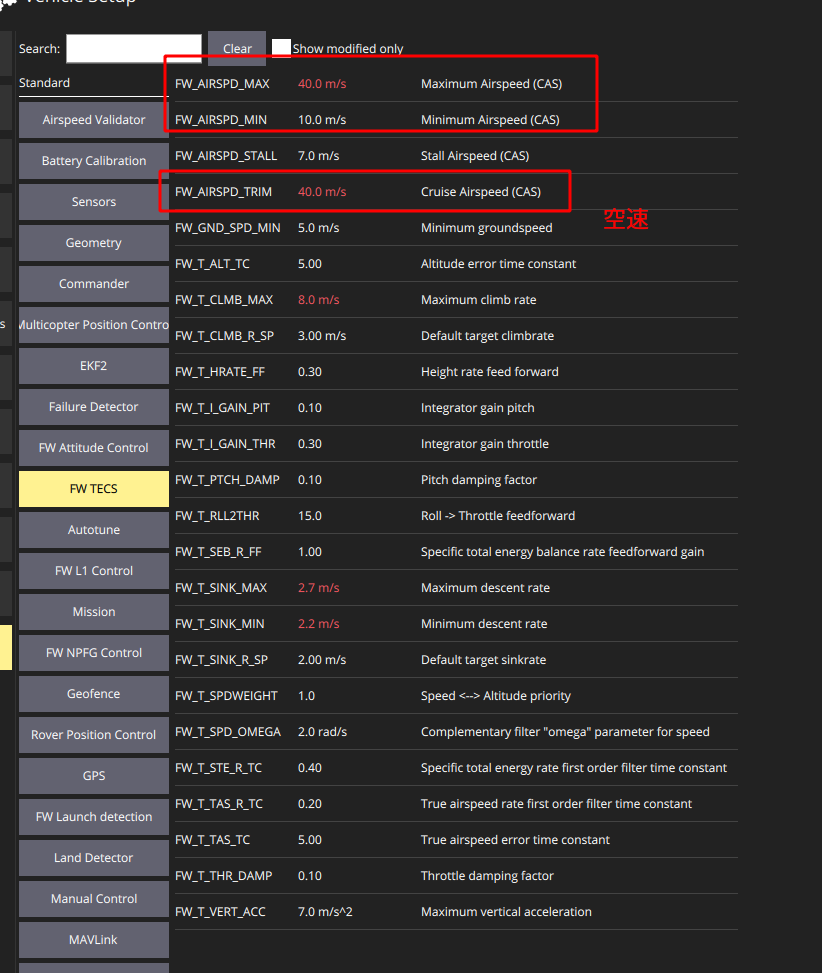 Vehicle Setup
Search: Clear Show modified only
Standard
Airspeed Validator
Battery Calibration
Sensors
Geometry
Commander
Multicopter Position Contro
EKF2
Failure Detector
FW Attitude Control
FW TECS
Autotune
FW L1 Control
Mission
FW NPFG Control
Geofence
Rover Position Control
GPS
FW Launch detection
Land Detector
Manual Control
MAVLink
s
FW_AIRSPD_MAX 40.0 m/s Maximum Airspeed (CAS)
FW_AIRSPD_MIN 10.0 m/s Minimum Airspeed (CAS)
FW_AIRSPD_STALL 7.0 m/s Stall Airspeed (CAS)
FW_AIRSPD_TRIM 40.0 m/s Cruise Airspeed (CAS)
空速
FW_GND_SPD_MIN 5.0 m/s Minimum groundspeed
FW_T_ALT_TC 5.00 Altitude error time constant
FW_T_CLMB_MAX 8.0 m/s Maximum climb rate
FW_T_CLMB_R_SP 3.00 m/s Default target climbrate
FW_T_HRATE_FF 0.30 Height rate feed forward
FW_T_I_GAIN_PIT 0.10 Integrator gain pitch
FW_T_I_GAIN_THR 0.30 Integrator gain throttle
FW_T_PTCH_DAMP 0.10 Pitch damping factor
FW_T_RLL2THR 15.0 Roll -> Throttle feedforward
FW_T_SEB_R_FF 1.00 Specific total energy balance rate feedforward gain
FW_T_SINK_MAX 2.7 m/s Maximum descent rate
FW_T_SINK_MIN 2.2 m/s Minimum descent rate
FW_T_SINK_R_SP 2.00 m/s Default target sinkrate
FW_T_SPDWEIGHT 1.0 Speed <--> Altitude priority
FW_T_SPD_OMEGA 2.0 rad/s Complementary filter "omega" parameter for speed
FW_T_STE_R_TC 0.40 Specific total energy rate first order filter time constant
FW_T_TAS_R_TC 0.20 True airspeed rate first order filter time constant
FW_T_TAS_TC 5.00 True airspeed error time constant
FW_T_THR_DAMP 0.10 Throttle damping factor
FW_T_VERT_ACC 7.0 m/s^2 Maximum vertical acceleration